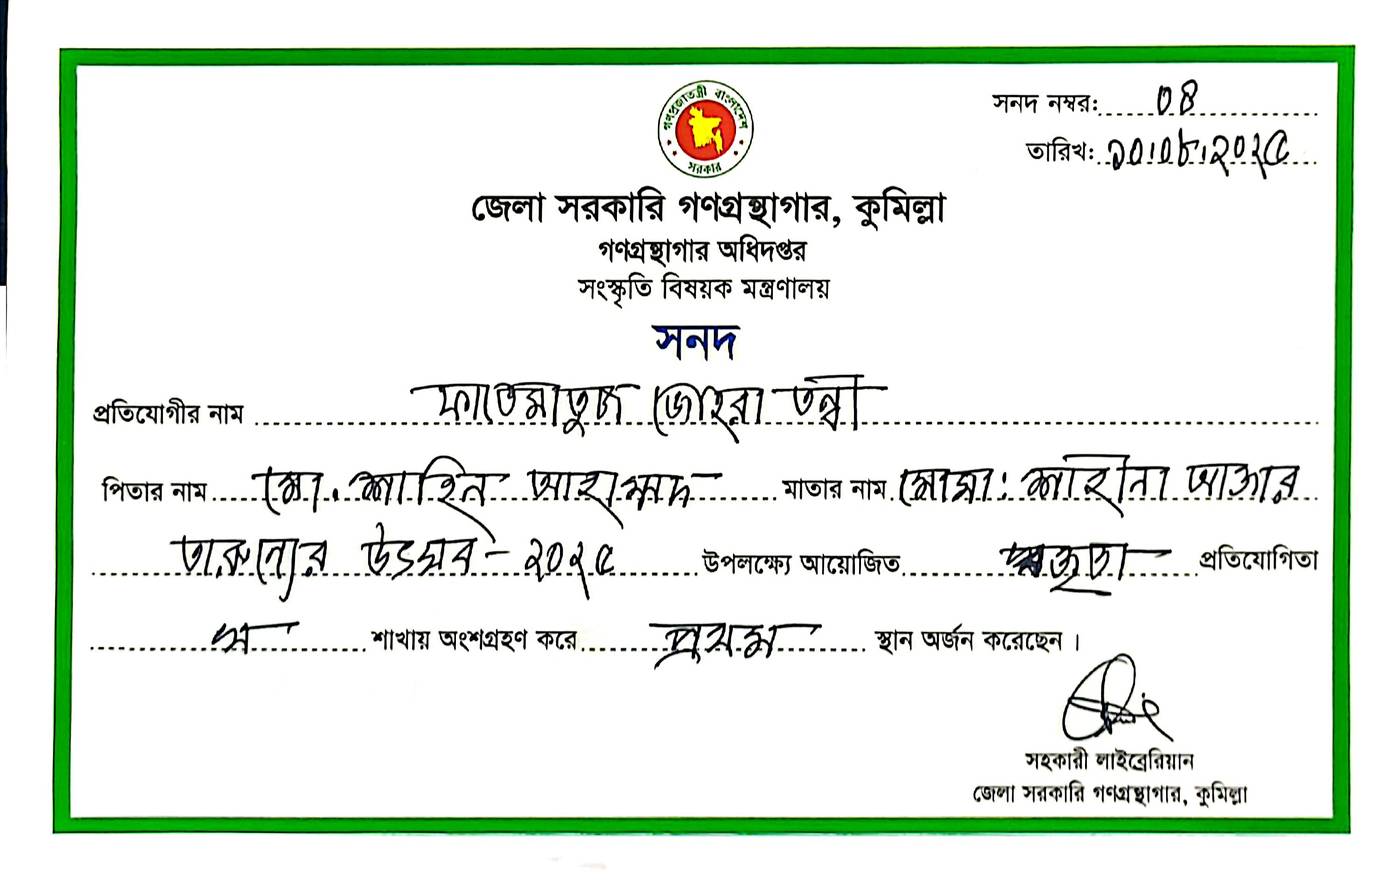 গণপ্রজাতন্ত্রী বাংলাদেশ
সরকার
সনদ নম্বর: ০৪
তারিখ: ১০.০৮.২০২৫
জেলা সরকারি গণগ্রন্থাগার, কুমিল্লা
গণগ্রন্থাগার অধিদপ্তর
সংস্কৃতি বিষয়ক মন্ত্রণালয়
সনদ
প্রতিযোগীর নাম ফাতেমাতুজ জোহরা তন্বী
পিতার নাম মো. শাহিন আহাম্মদ মাতার নাম মোসা: শাহীনা আক্তার
তারুন্যের উৎসব - ২০২৫ উপলক্ষ্যে আয়োজিত প্রতিযোগিতা
শাখায় অংশগ্রহণ করে প্রথম স্থান অর্জন করেছেন।
সহকারী লাইব্রেরিয়ান
জেলা সরকারি গণগ্রন্থাগার, কুমিল্লা